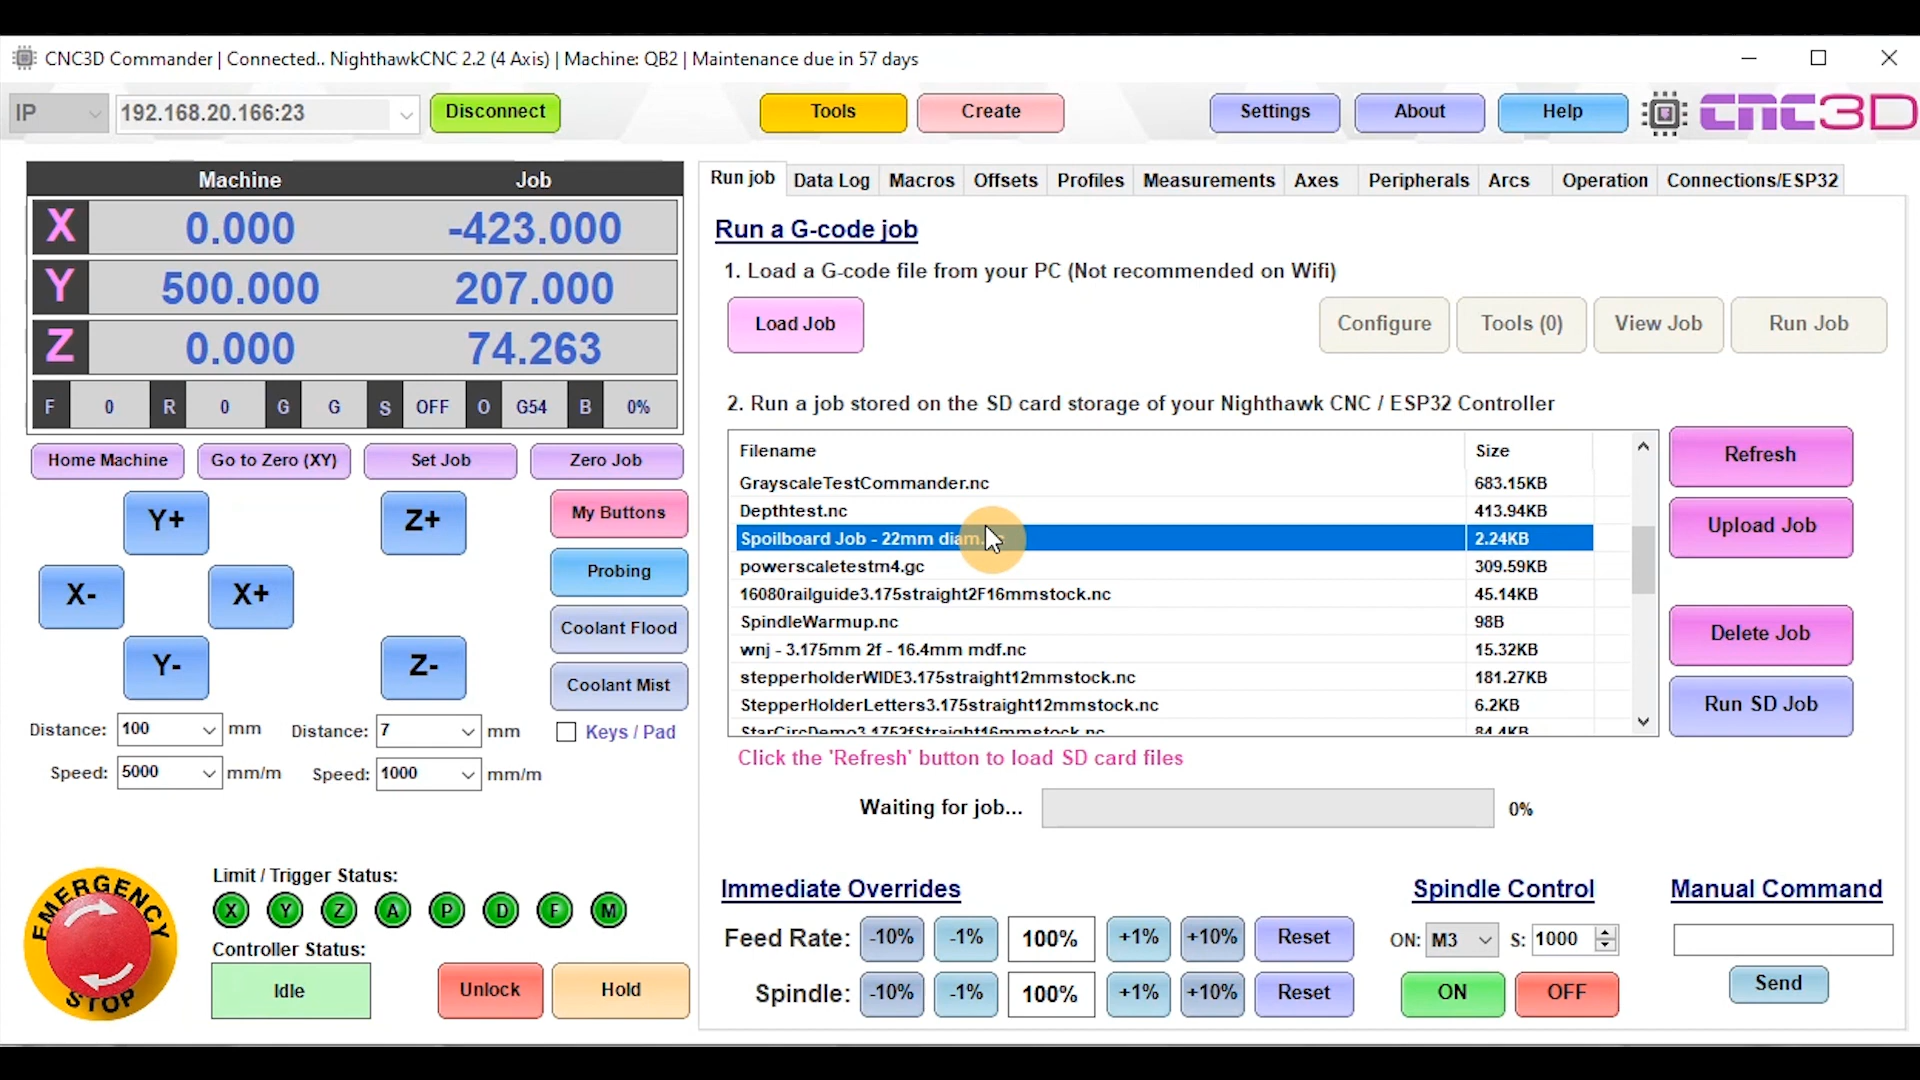 CNC3D Commander | Connected.. NighthawkCNC 2.2 (4 Axis) | Machine: QB2 | Maintenance due in 57 days
IP 192.168.20.166:23 Disconnect Tools Create Settings About Help CNC3D
Machine Job
X 0.000 -423.000
Y 500.000 207.000
Z 0.000 74.263
F 0 R 0 G G S OFF O G54 B 0%
Home Machine Go to Zero (XY) Set Job Zero Job
Y+ Z+ My Buttons
Probing
X- X+
Coolant Flood
Y- Z- Coolant Mist
Distance: 100 mm Distance: 7 mm Keys / Pad
Speed: 5000 mm/m Speed: 1000 mm/m
EMERGENCY STOP
Limit / Trigger Status:
X Y Z A P D F M
Controller Status:
Idle Unlock Hold
Run job Data Log Macros Offsets Profiles Measurements Axes Peripherals Arcs Operation Connections/ESP32
Run a G-code job
1. Load a G-code file from your PC (Not recommended on Wifi)
Load Job Configure Tools (0) View Job Run Job
2. Run a job stored on the SD card storage of your Nighthawk CNC / ESP32 Controller
Filename Size
GrayscaleTestCommander.nc 683.15KB
Depthtest.nc 413.94KB
Spoilboard Job - 22mm diam. 2.24KB
powerscaletestm4.gc 309.59KB
16080railguide3.175straight2F16mmstock.nc 45.14KB
SpindleWarmup.nc 98B
wnj - 3.175mm 2f - 16.4mm mdf.nc 15.32KB
stepperholderWIDE3.175straight12mmstock.nc 181.27KB
StepperHolderLetters3.175straight12mmstock.nc 6.2KB
StarCircDemo3.1752fStraight16mmstock.nc 84.4KB
Refresh
Upload Job
Delete Job
Run SD Job
Click the 'Refresh' button to load SD card files
Waiting for job... 0%
Immediate Overrides Spindle Control Manual Command
Feed Rate: -10% -1% 100% +1% +10% Reset ON: M3 S: 1000
Spindle: -10% -1% 100% +1% +10% Reset ON OFF Send